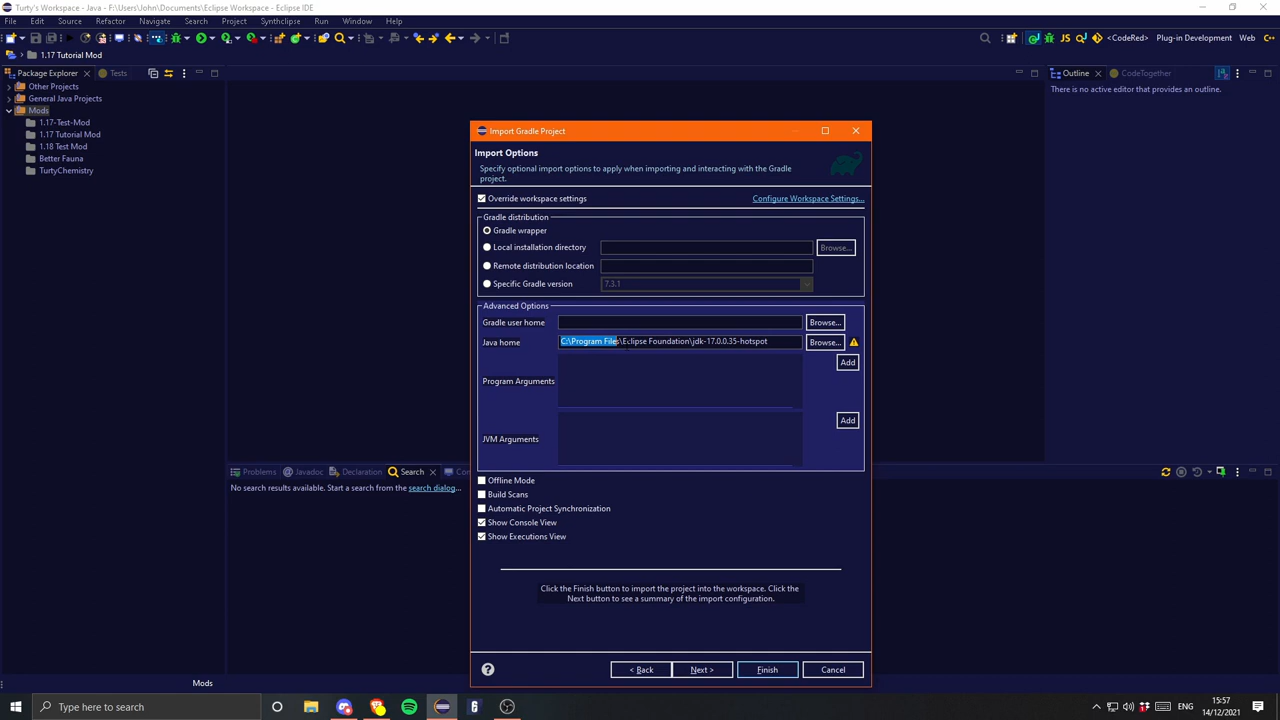 Turty's Workspace - Java - F:\Users\John\Documents\Eclipse Workspace - Eclipse IDE
File Edit Source Refactor Navigate Search Project Synthclipse Run Window Help
<CodeRed> Plug-in Development Web
1.17 Tutorial Mod
Package Explorer Tests
Outline CodeTogether
Other Projects
There is no active editor that provides an outline.
General Java Projects
Mods
1.17-Test-Mod
1.17 Tutorial Mod
1.18 Test Mod
Better Fauna
TurtyChemistry
Import Gradle Project
Import Options
Specify optional import options to apply when importing and interacting with the Gradle
project.
Override workspace settings Configure Workspace Settings...
Gradle distribution
Gradle wrapper
Local installation directory Browse...
Remote distribution location
Specific Gradle version 7.3.1
Advanced Options
Gradle user home Browse...
Java home C:\Program Files\Eclipse Foundation\jdk-17.0.0.35-hotspot Browse...
Add
Program Arguments
Add
JVM Arguments
Offline Mode
Build Scans
Automatic Project Synchronization
Show Console View
Show Executions View
Click the Finish button to import the project into the workspace. Click the
Next button to see a summary of the import configuration.
< Back Next > Finish Cancel
Problems Javadoc Declaration Search Co
No search results available. Start a search from the search dialog...
Mods
Type here to search
15:57
14/12/2021